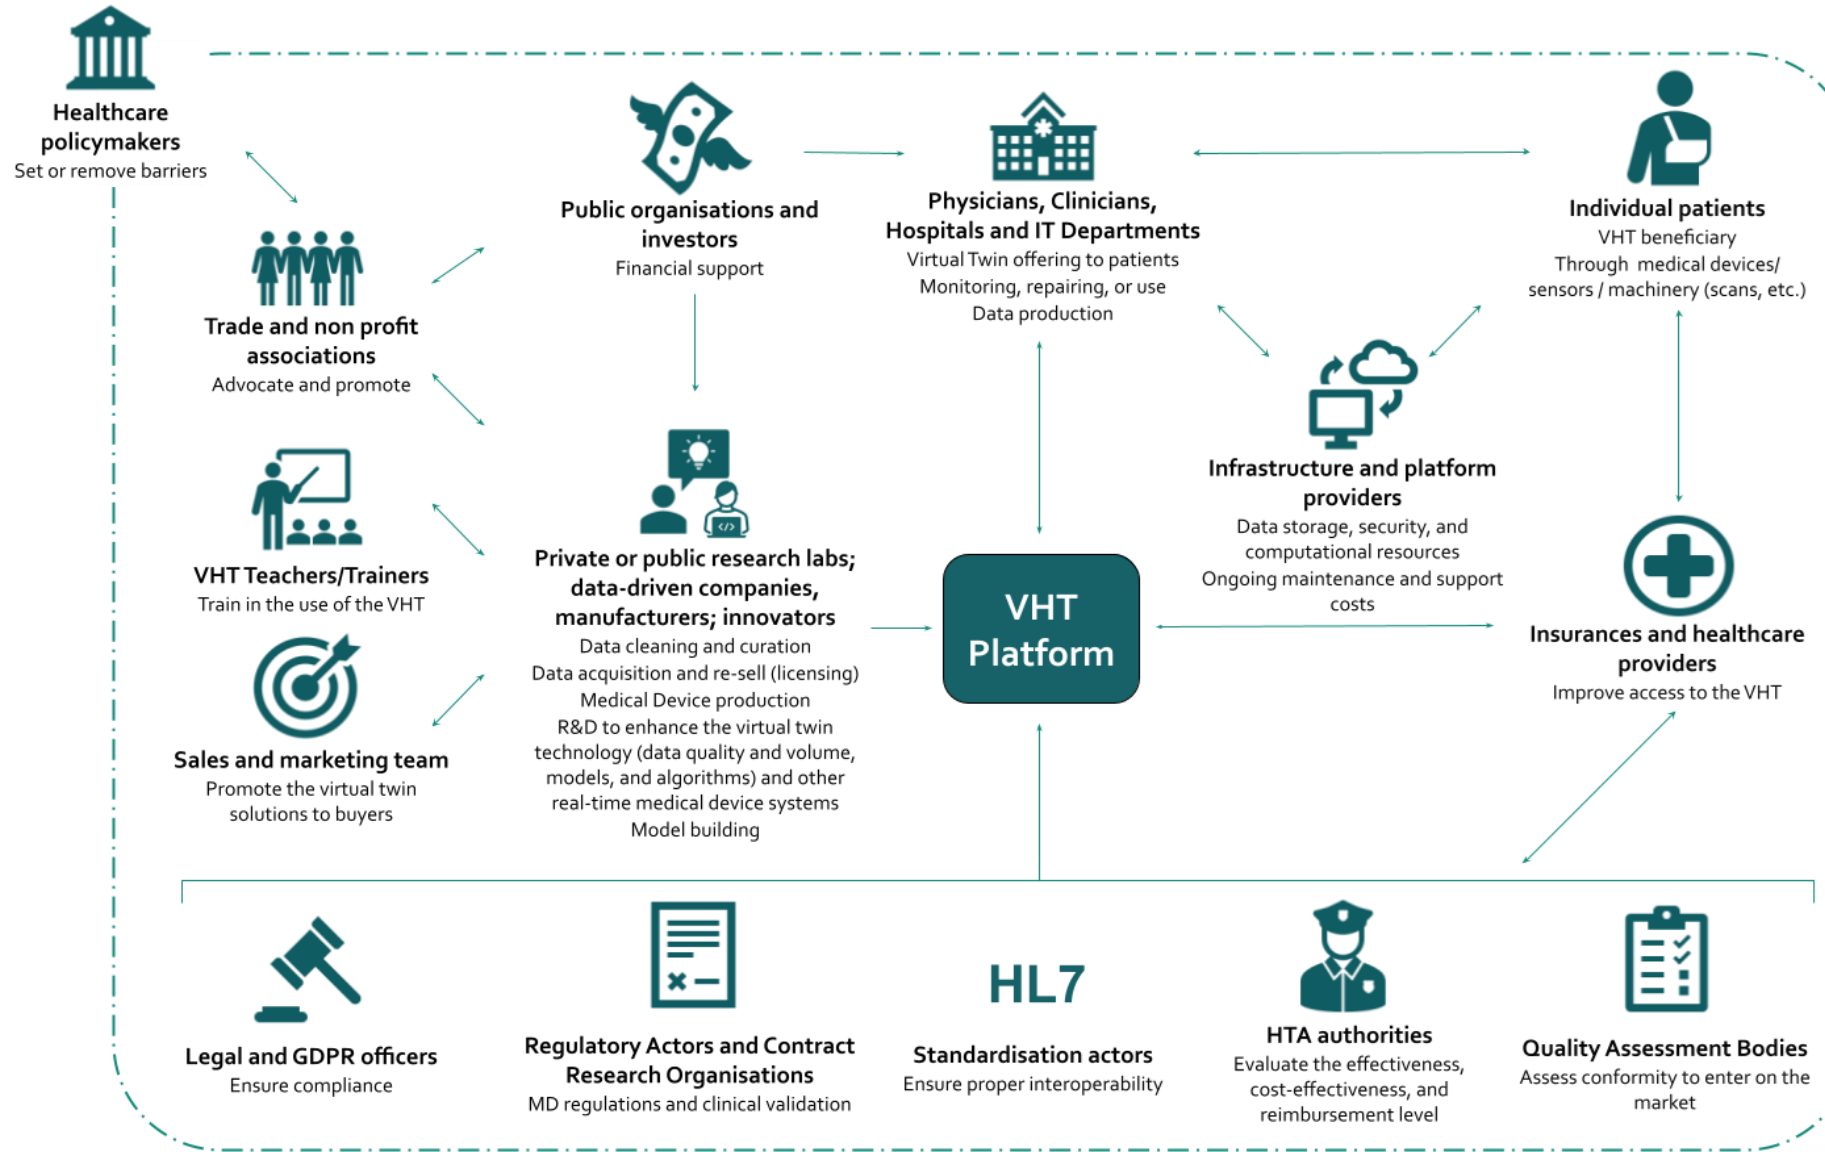 Healthcare
policymakers
Set or remove barriers
Public organisations and
investors
Financial support
Physicians, Clinicians,
Hospitals and IT Departments
Virtual Twin offering to patients
Monitoring, repairing, or use
Data production
Individual patients
VHT beneficiary
Through medical devices/
sensors / machinery (scans, etc.)
Trade and non profit
associations
Advocate and promote
VHT Teachers/Trainers
Train in the use of the VHT
Sales and marketing team
Promote the virtual twin
solutions to buyers
</>
Private or public research labs;
data-driven companies,
manufacturers; innovators
Data cleaning and curation
Data acquisition and re-sell (licensing)
Medical Device production
R&D to enhance the virtual twin
technology (data quality and volume,
models, and algorithms) and other
real-time medical device systems
Model building
VHT
Platform
Infrastructure and platform
providers
Data storage, security, and
computational resources
Ongoing maintenance and support
costs
Insurances and healthcare
providers
Improve access to the VHT
Legal and GDPR officers
Ensure compliance
Regulatory Actors and Contract
Research Organisations
MD regulations and clinical validation
HL7
Standardisation actors
Ensure proper interoperability
HTA authorities
Evaluate the effectiveness,
cost-effectiveness, and
reimbursement level
Quality Assessment Bodies
Assess conformity to enter on the
market